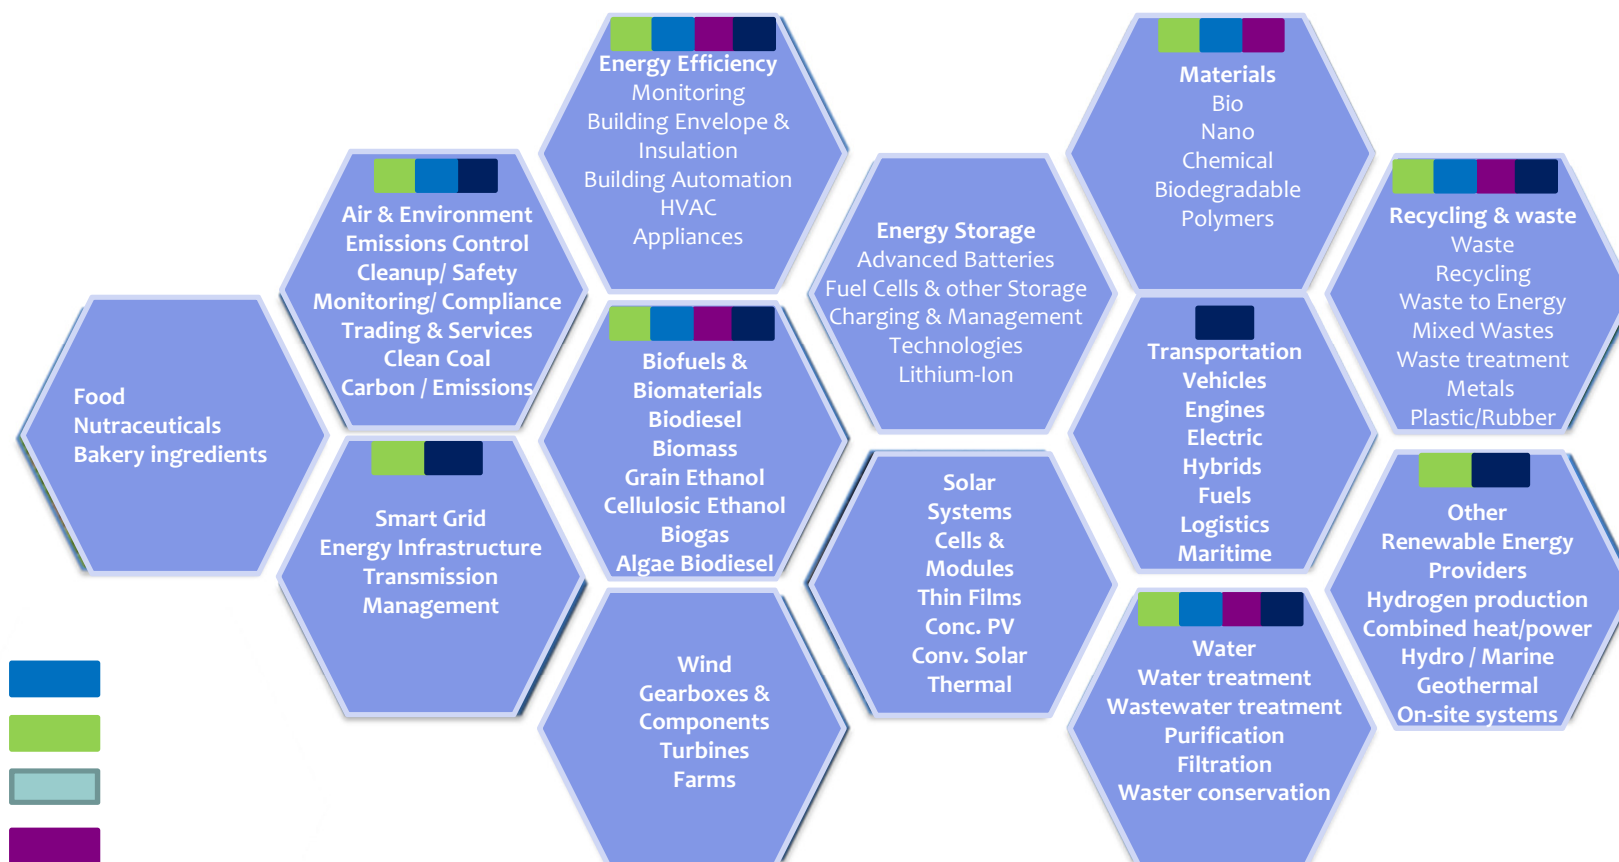 Energy Efficiency
Monitoring
Building Envelope &
Insulation
Building Automation
HVAC
Appliances
Materials
Bio
Nano
Chemical
Biodegradable
Polymers
Air & Environment
Emissions Control
Cleanup/ Safety
Monitoring/ Compliance
Trading & Services
Clean Coal
Carbon / Emissions
Energy Storage
Advanced Batteries
Fuel Cells & other Storage
Charging & Management
Technologies
Lithium-Ion
Recycling & waste
Waste
Recycling
Waste to Energy
Mixed Wastes
Waste treatment
Metals
Plastic/Rubber
Food
Nutraceuticals
Bakery ingredients
Biofuels &
Biomaterials
Biodiesel
Biomass
Grain Ethanol
Cellulosic Ethanol
Biogas
Algae Biodiesel
Transportation
Vehicles
Engines
Electric
Hybrids
Fuels
Logistics
Maritime
Smart Grid
Energy Infrastructure
Transmission
Management
Solar
Systems
Cells &
Modules
Thin Films
Conc. PV
Conv. Solar
Thermal
Other
Renewable Energy
Providers
Hydrogen production
Combined heat/power
Hydro / Marine
Geothermal
On-site systems
Wind
Gearboxes &
Components
Turbines
Farms
Water
Water treatment
Wastewater treatment
Purification
Filtration
Waster conservation